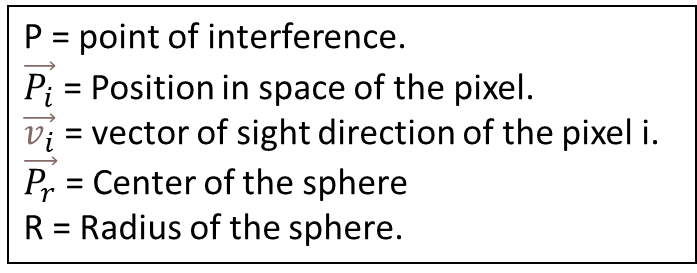 P = point of interference.
$\overrightarrow{P_i}$ = Position in space of the pixel.
$\overrightarrow{v_i}$ = vector of sight direction of the pixel i.
$\overrightarrow{P_r}$ = Center of the sphere
R = Radius of the sphere.